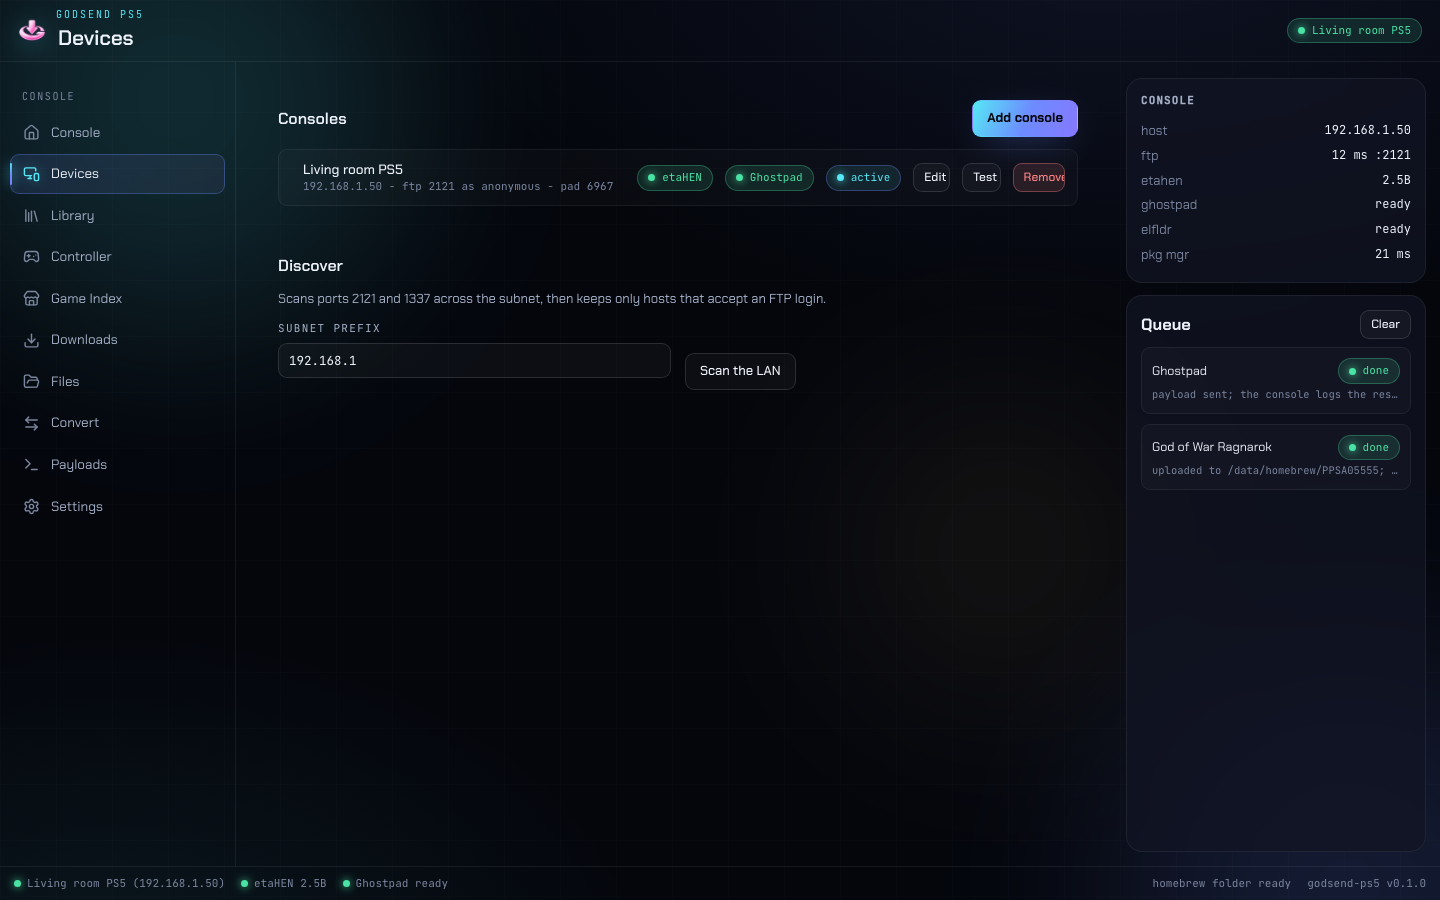 GODSEND PS5
Devices
Living room PS5
CONSOLE
Console
Devices
Library
Controller
Game Index
Downloads
Files
Convert
Payloads
Settings
Consoles
Add console
Living room PS5
192.168.1.50 - ftp 2121 as anonymous - pad 6967
etaHEN
Ghostpad
active
Edit
Test
Remove
Discover
Scans ports 2121 and 1337 across the subnet, then keeps only hosts that accept an FTP login.
SUBNET PREFIX
192.168.1
Scan the LAN
CONSOLE
host 192.168.1.50
ftp 12 ms :2121
etahen 2.5B
ghostpad ready
elfldr ready
pkg mgr 21 ms
Queue
Clear
Ghostpad
done
payload sent; the console logs the res…
God of War Ragnarok
done
uploaded to /data/homebrew/PPSA05555; …
Living room PS5 (192.168.1.50)
etaHEN 2.5B
Ghostpad ready
homebrew folder ready
godsend-ps5 v0.1.0